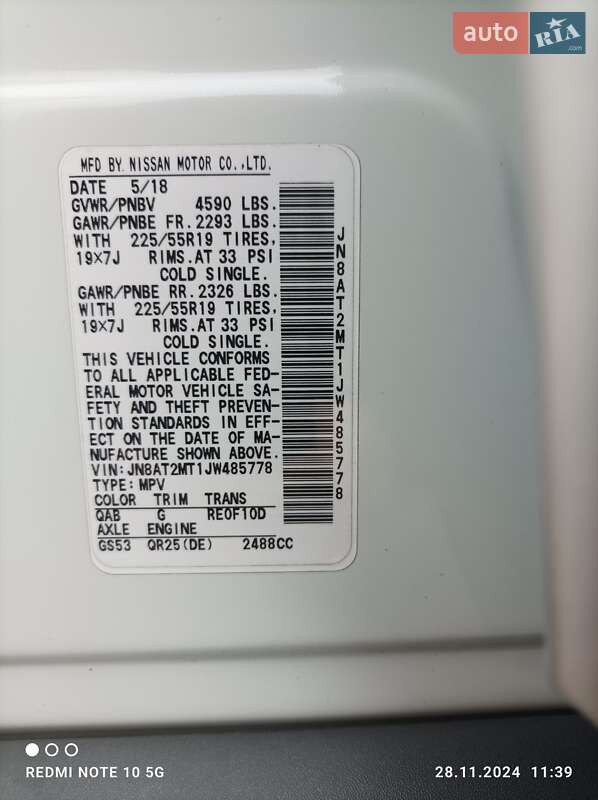 auto RIA .com
MFD BY. NISSAN MOTOR CO.,LTD.
DATE 5/18
GVWR/PNBV 4590 LBS.
GAWR/PNBE FR. 2293 LBS.
WITH 225/55R19 TIRES,
19×7J RIMS.AT 33 PSI
COLD SINGLE.
GAWR/PNBE RR. 2326 LBS.
WITH 225/55R19 TIRES,
19×7J RIMS.AT 33 PSI
COLD SINGLE.
THIS VEHICLE CONFORMS
TO ALL APPLICABLE FED-
ERAL MOTOR VEHICLE SA-
FETY AND THEFT PREVEN-
TION STANDARDS IN EFF-
ECT ON THE DATE OF MA-
NUFACTURE SHOWN ABOVE.
VIN:JN8AT2MT1JW485778
TYPE: MPV
COLOR TRIM TRANS
QAB G RE0F10D
AXLE ENGINE
GS53 QR25(DE) 2488CC
JN8AT2MT1JW485778
REDMI NOTE 10 5G
28.11.2024 11:39